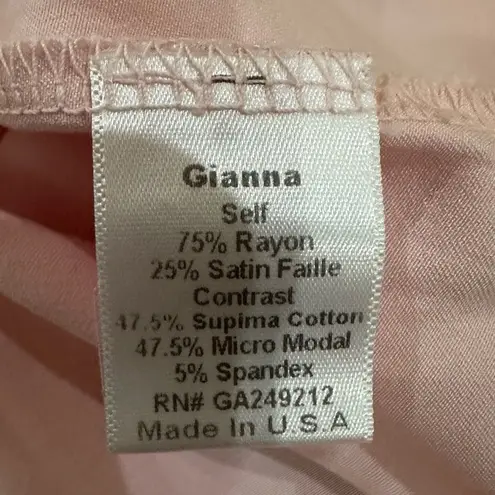 Gianna
Self
75% Rayon
25% Satin Faille
Contrast
47.5% Supima Cotton
47.5% Micro Modal
5% Spandex
RN# GA249212
Made In U.S.A